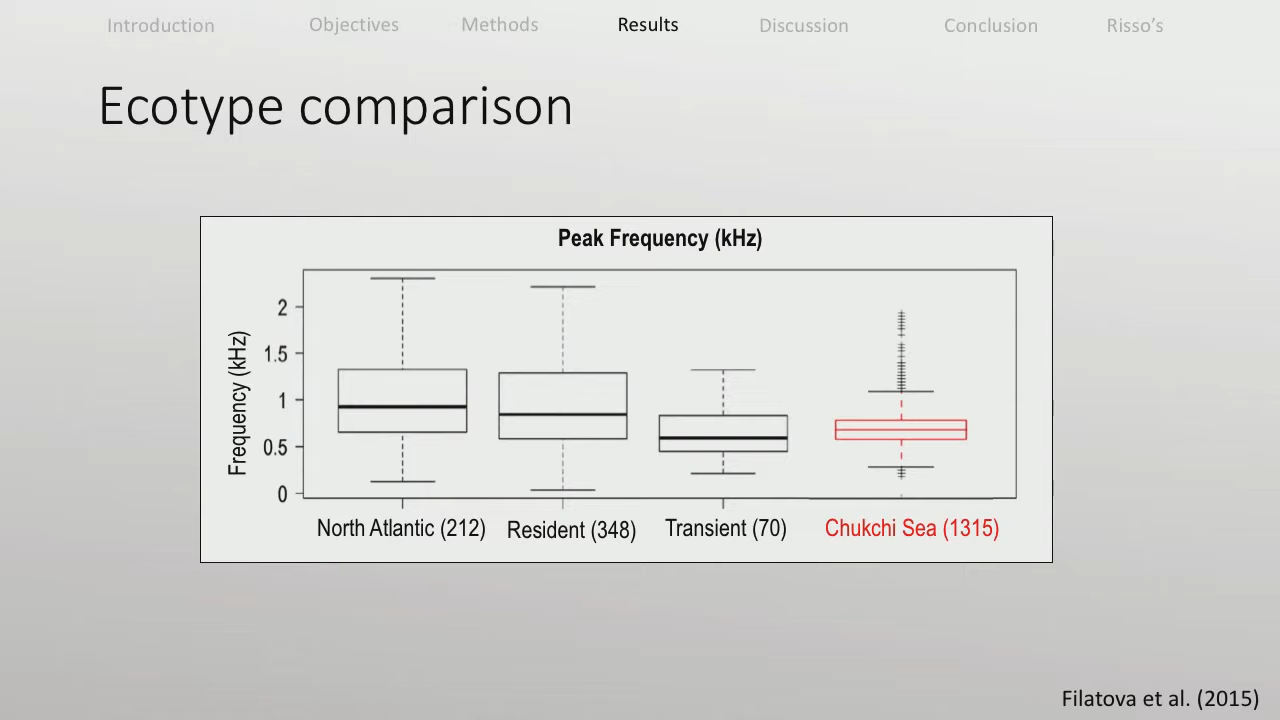 Introduction Objectives Methods Results Discussion Conclusion Risso's
Ecotype comparison
Peak Frequency (kHz)
Frequency (kHz)
2
1.5
1
0.5
0
North Atlantic (212) Resident (348) Transient (70) Chukchi Sea (1315)
Filatova et al. (2015)